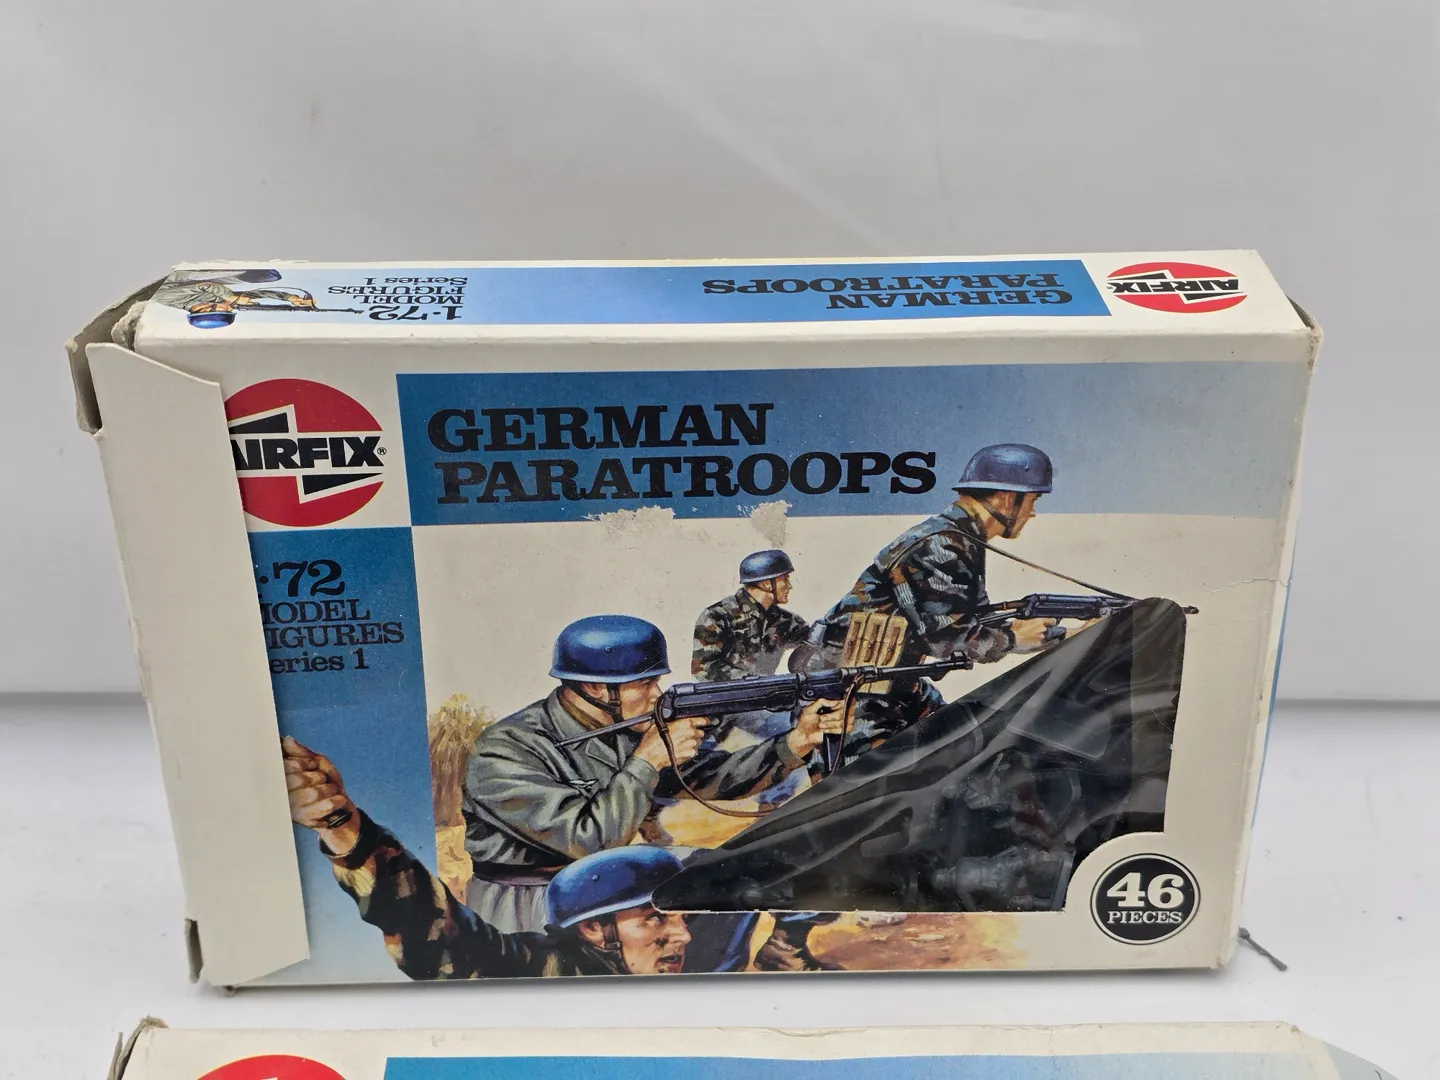 1:72
MODEL
FIGURES
Series 1
GERMAN
PARATROOPS
AIRFIX
AIRFIX®
GERMAN
PARATROOPS
:72
MODEL
IGURES
eries 1
46
PIECES
AIRFIX